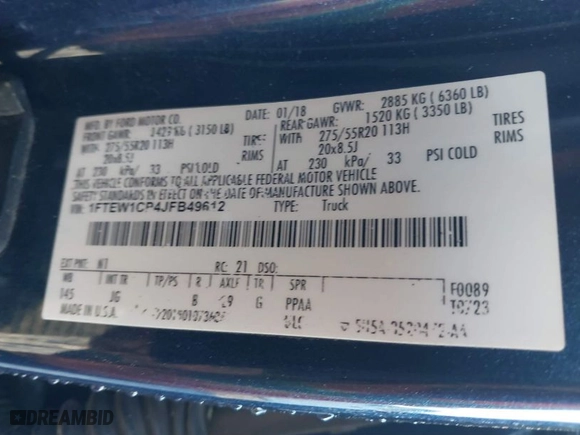 MFD. BY FORD MOTOR CO.
DATE: 01/18 GVWR: 2885 KG ( 6360 LB)
FRONT GAWR: 1429 KG ( 3150 LB) REAR GAWR: 1520 KG ( 3350 LB)
WITH 275/55R20 113H TIRES 275/55R20 113H TIRES
20x8.5J RIMS 20x8.5J RIMS
AT 230 kPa/ 33 PSI COLD AT 230 kPa/ 33 PSI COLD
THIS VEHICLE CONFORMS TO ALL APPLICABLE FEDERAL MOTOR VEHICLE
SAFETY STANDARDS IN EFFECT ON THE DATE OF MANUFACTURE SHOWN ABOVE.
VIN: 1FTEW1CP4JFB49612 TYPE: Truck
EXT PNT: N1 RC: 21 DSO:
WB INT TR TP/PS R AXLE TR SPR F0089
145 JG 8 G PPAA
MADE IN U.S.A.
DREAMBID